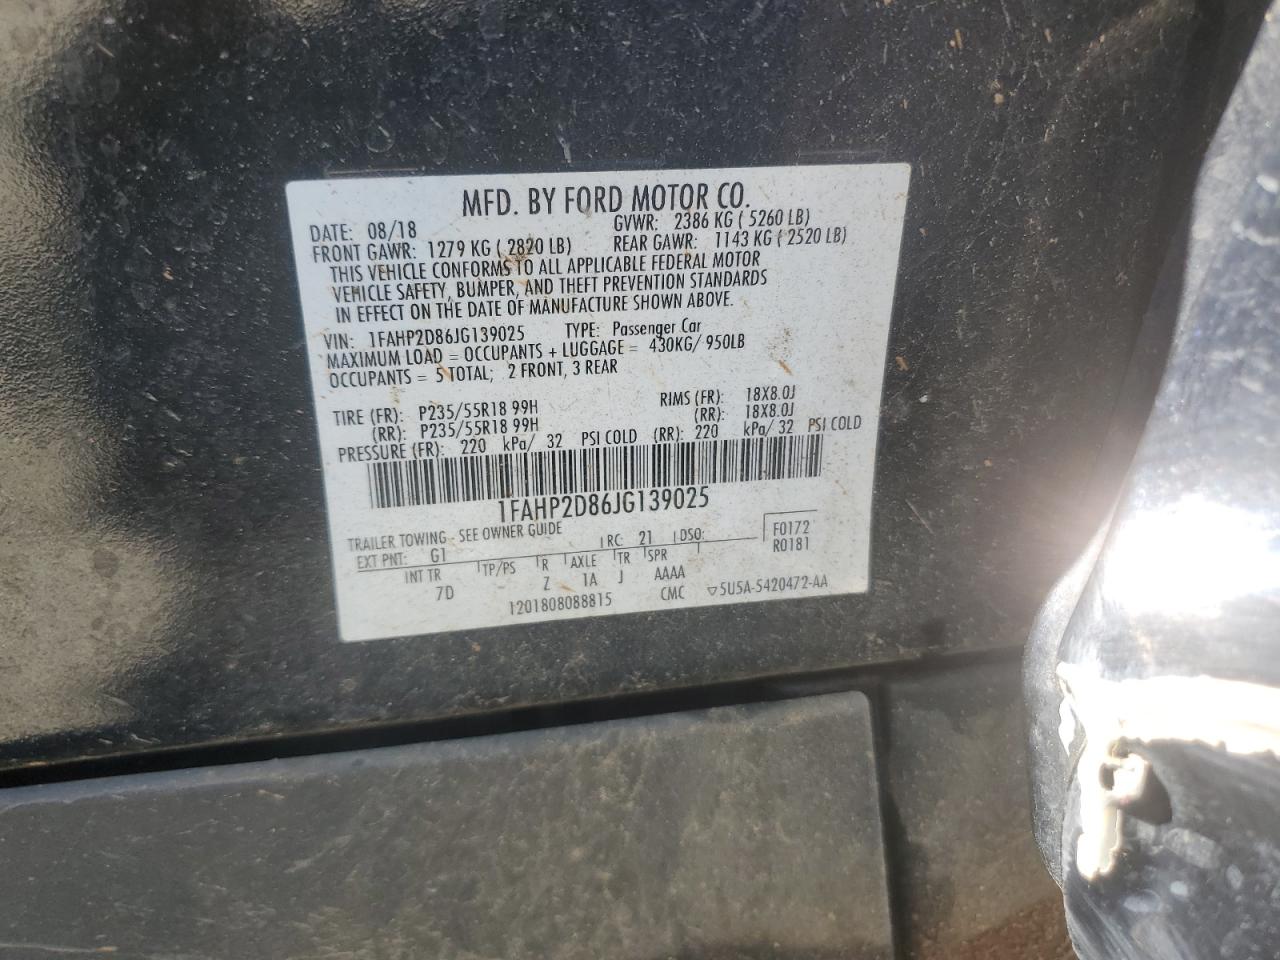 MFD. BY FORD MOTOR CO.
DATE: 08/18 GVWR: 2386 KG ( 5260 LB)
FRONT GAWR: 1279 KG ( 2820 LB) REAR GAWR: 1143 KG ( 2520 LB)
THIS VEHICLE CONFORMS TO ALL APPLICABLE FEDERAL MOTOR
VEHICLE SAFETY, BUMPER, AND THEFT PREVENTION STANDARDS
IN EFFECT ON THE DATE OF MANUFACTURE SHOWN ABOVE.
VIN: 1FAHP2D86JG139025 TYPE: Passenger Car
MAXIMUM LOAD = OCCUPANTS + LUGGAGE = 430KG/ 950LB
OCCUPANTS = 5 TOTAL; 2 FRONT, 3 REAR
TIRE (FR): P235/55R18 99H RIMS (FR): 18X8.0J
(RR): P235/55R18 99H (RR): 18X8.0J
PRESSURE (FR): 220 kPa/ 32 PSI COLD (RR): 220 kPa/ 32 PSI COLD
1FAHP2D86JG139025
TRAILER TOWING - SEE OWNER GUIDE
EXT PNT: G1 RC: 21 DSO: F0172
R0181
INT TR TP/PS R AXLE TR SPR
7D - Z 1A J AAAA
1201808088815 CMC ▽5U5A-5420472-AA